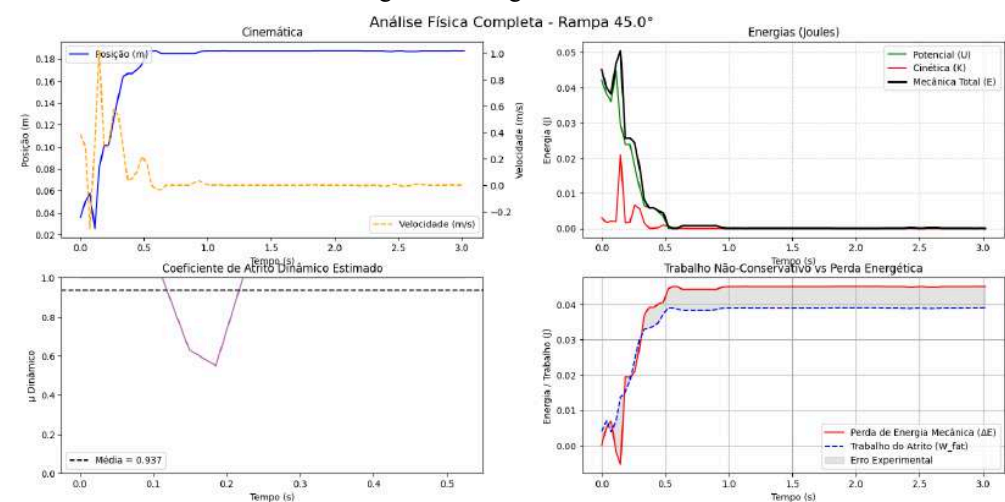 Análise Física Completa - Rampa 45.0°
Cinemática
Posição (m)
0.18
0.16
0.14
0.12
0.10
0.08
0.06
0.04
0.02
Posição (m)
1.0
0.8
0.6
0.4
0.2
0.0
−0.2
Velocidade (m/s)
Velocidade (m/s)
0.0 0.5 1.0 1.5 2.0 2.5 3.0
Tempo (s)
Energias (Joules)
Potencial (U)
Cinética (K)
Mecânica Total (E)
0.05
0.04
0.03
0.02
0.01
0.00
Energia (J)
0.0 0.5 1.0 1.5 2.0 2.5 3.0
Tempo (s)
Coeficiente de Atrito Dinâmico Estimado
1.0
0.8
0.6
0.4
0.2
0.0
μ Dinâmico
Média = 0.937
0.0 0.1 0.2 0.3 0.4 0.5
Tempo (s)
Trabalho Não-Conservativo vs Perda Energética
0.04
0.03
0.02
0.01
0.00
Energia / Trabalho (J)
Perda de Energia Mecânica (ΔE)
Trabalho do Atrito (W_fat)
Erro Experimental
0.0 0.5 1.0 1.5 2.0 2.5 3.0
Tempo (s)